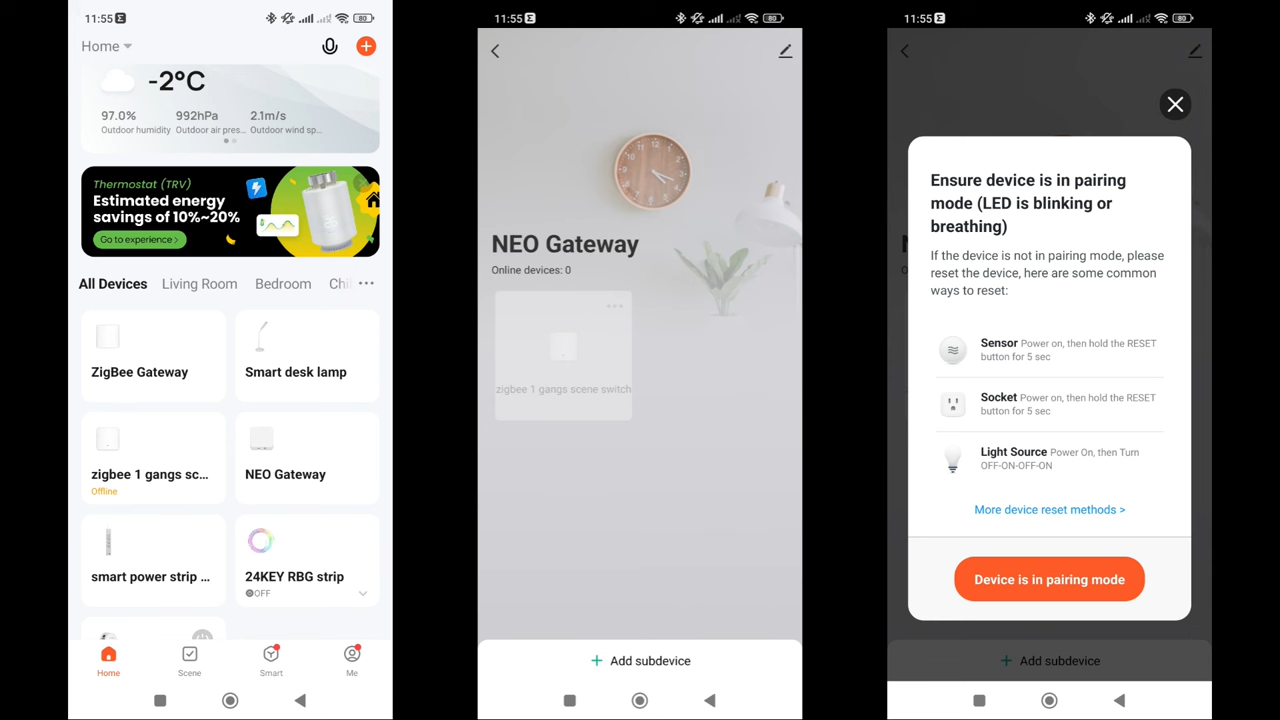 11:55
80
Home
-2°C
97.0%
992hPa
2.1m/s
Outdoor humidity
Outdoor air pres...
Outdoor wind sp...
Thermostat (TRV)
Estimated energy
savings of 10%~20%
Go to experience >
All Devices
Living Room
Bedroom
Chi
ZigBee Gateway
Smart desk lamp
zigbee 1 gangs sc...
Offline
NEO Gateway
smart power strip ...
24KEY RBG strip
OFF
Home
Scene
Smart
Me
11:55
80
NEO Gateway
Online devices: 0
zigbee 1 gangs scene switch
+ Add subdevice
11:55
80
Ensure device is in pairing
mode (LED is blinking or
breathing)
If the device is not in pairing mode, please
reset the device, here are some common
ways to reset:
Sensor Power on, then hold the RESET
button for 5 sec
Socket Power on, then hold the RESET
button for 5 sec
Light Source Power On, then Turn
OFF-ON-OFF-ON
More device reset methods >
Device is in pairing mode
+ Add subdevice